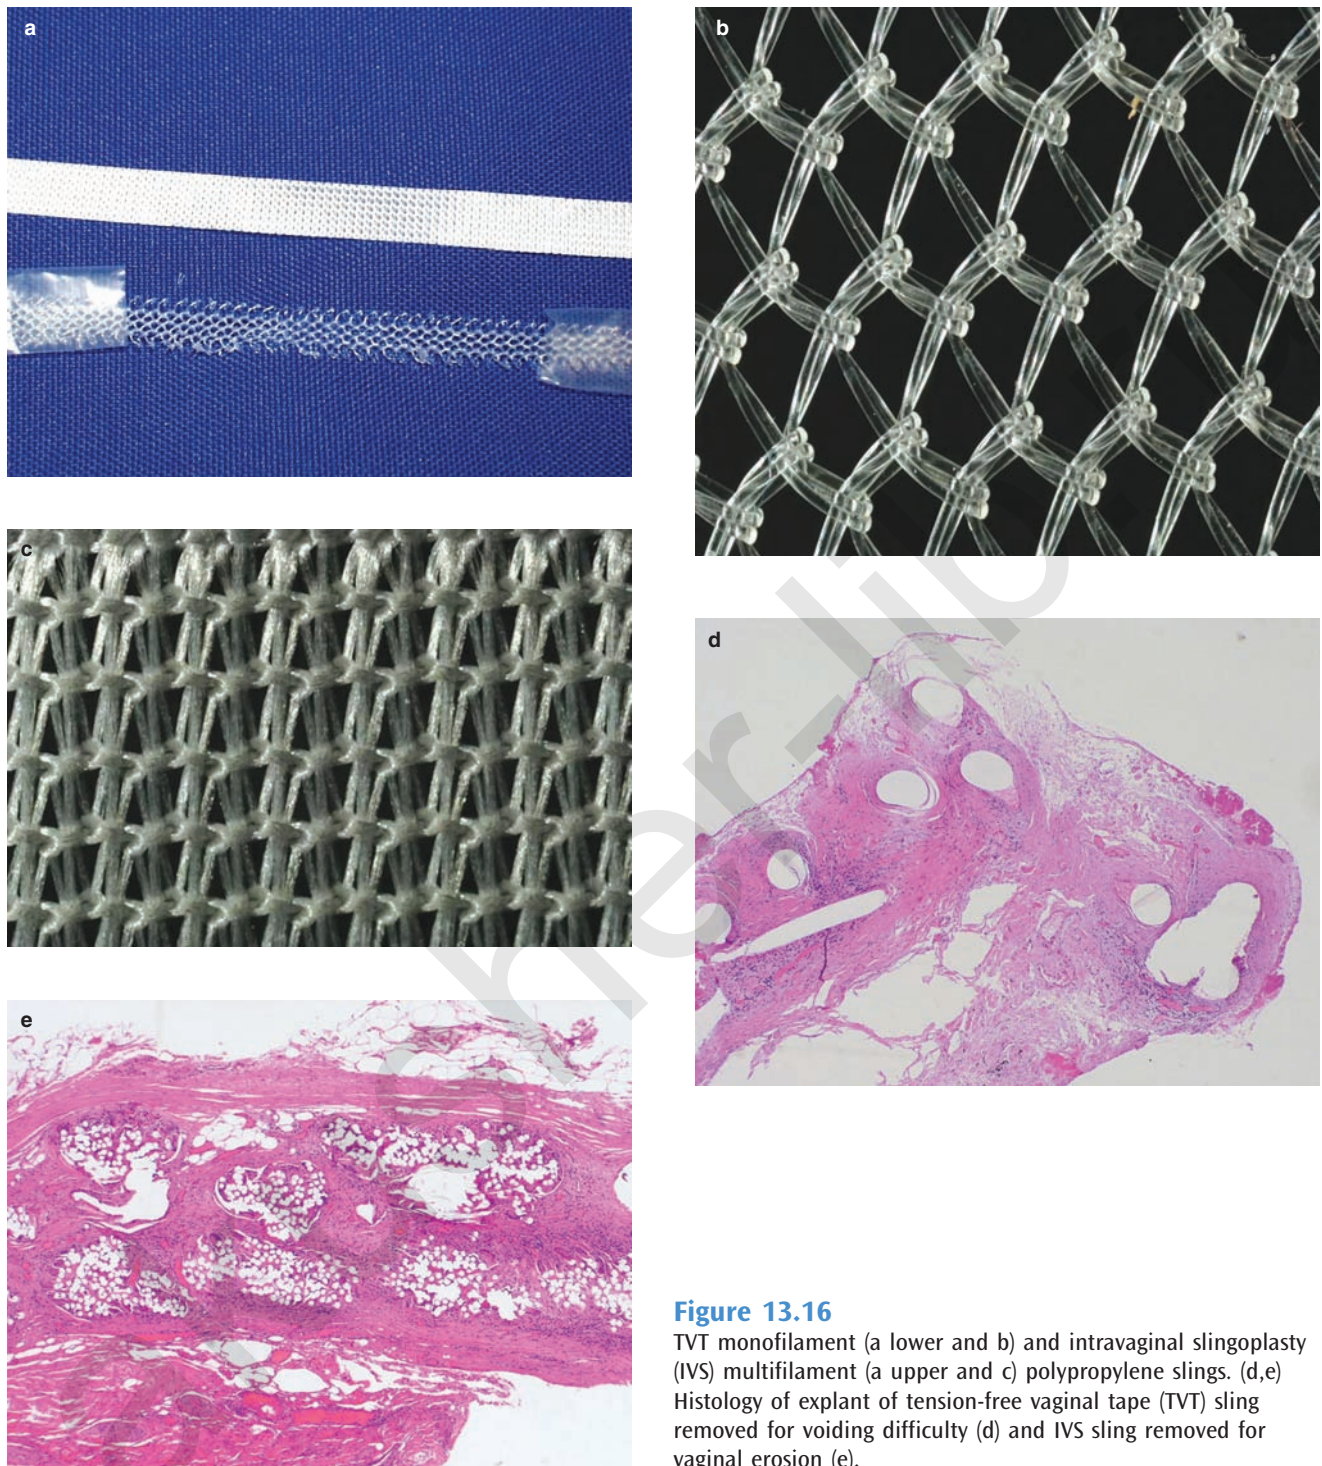 a
b
c
d
e
Figure 13.16
TVT monofilament (a lower and b) and intravaginal slingoplasty
(IVS) multifilament (a upper and c) polypropylene slings. (d,e)
Histology of explant of tension-free vaginal tape (TVT) sling
removed for voiding difficulty (d) and IVS sling removed for
vaginal erosion (e).